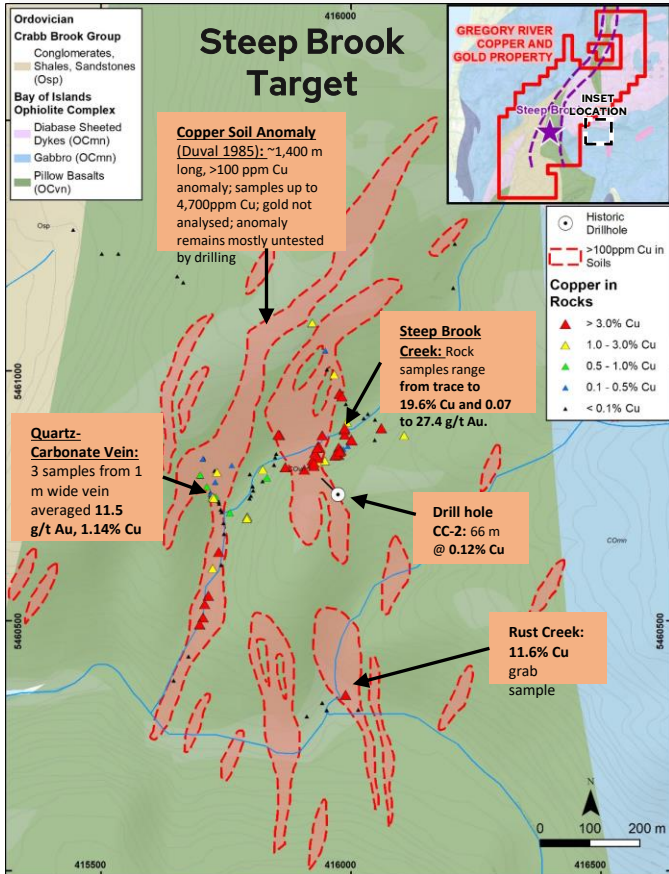 Ordovician
Crabb Brook Group
Conglomerates,
Shales, Sandstones
(Osp)
Bay of Islands
Ophiolite Complex
Diabase Sheeted
Dykes (OCmn)
Gabbro (OCmn)
Pillow Basalts
(OCvn)
416000
Steep Brook
Target
GREGORY RIVER
COPPER AND
GOLD PROPERTY
Steep Bro
INSET
LOCATION
Copper Soil Anomaly
(Duval 1985): ~1,400 m
long, >100 ppm Cu
anomaly; samples up to
4,700ppm Cu; gold not
analysed; anomaly
remains mostly untested
by drilling
Osp
Historic
Drillhole
>100ppm Cu in
Soils
Copper in
Rocks
> 3.0% Cu
1.0 - 3.0% Cu
0.5 - 1.0% Cu
0.1 - 0.5% Cu
< 0.1% Cu
Steep Brook
Creek: Rock
samples range
from trace to
19.6% Cu and 0.07
to 27.4 g/t Au.
5461000
5461000
Quartz-
Carbonate Vein:
3 samples from 1
m wide vein
averaged 11.5
g/t Au, 1.14% Cu
Drill hole
CC-2: 66 m
@ 0.12% Cu
COmn
5460500
5460500
Rust Creek:
11.6% Cu
grab
sample
N
0 100 200 m
415500
416000
416500